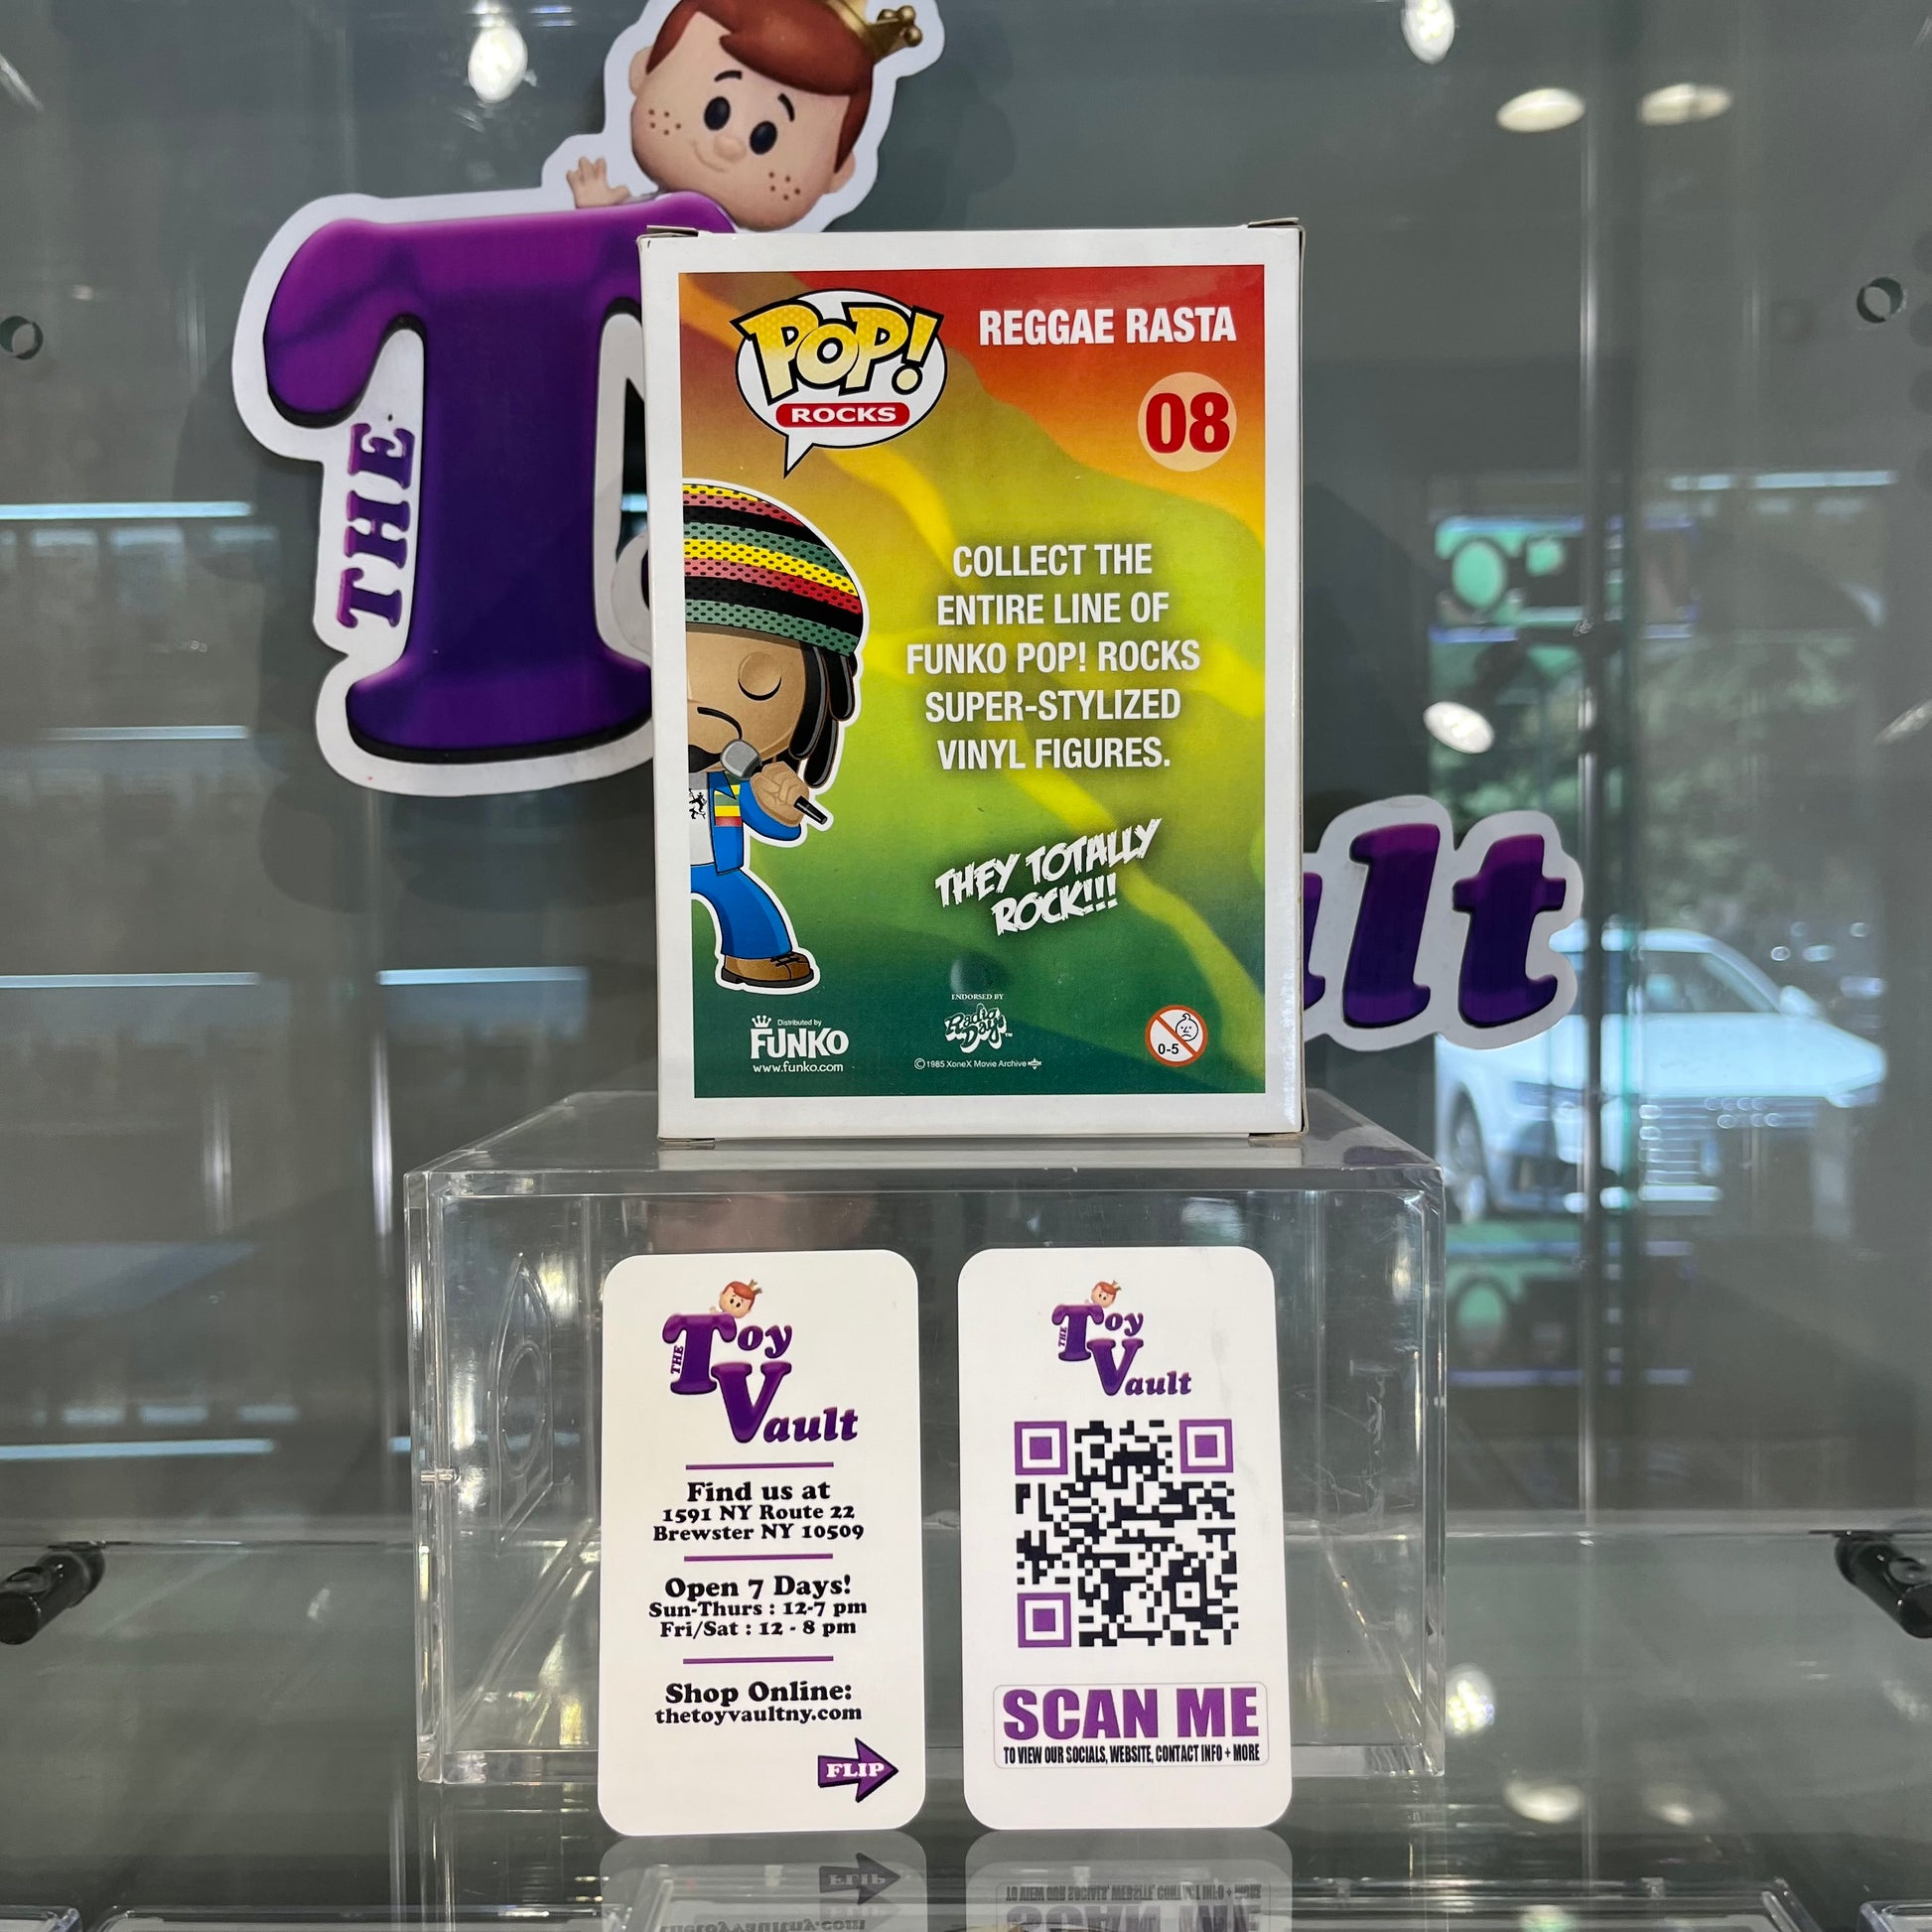 THE
T
ult
POP!
ROCKS
REGGAE RASTA
08
COLLECT THE
ENTIRE LINE OF
FUNKO POP! ROCKS
SUPER-STYLIZED
VINYL FIGURES.
THEY TOTALLY
ROCK!!!
Distributed by
FUNKO
www.funko.com
ENDORSED BY
Radio
Days™
©1985 XoneX Movie Archive
0-5
THE Toy
Vault
Find us at
1591 NY Route 22
Brewster NY 10509
Open 7 Days!
Sun-Thurs : 12-7 pm
Fri/Sat : 12 - 8 pm
Shop Online:
thetoyvaultny.com
FLIP
THE Toy
Vault
SCAN ME
TO VIEW OUR SOCIALS, WEBSITE, CONTACT INFO + MORE